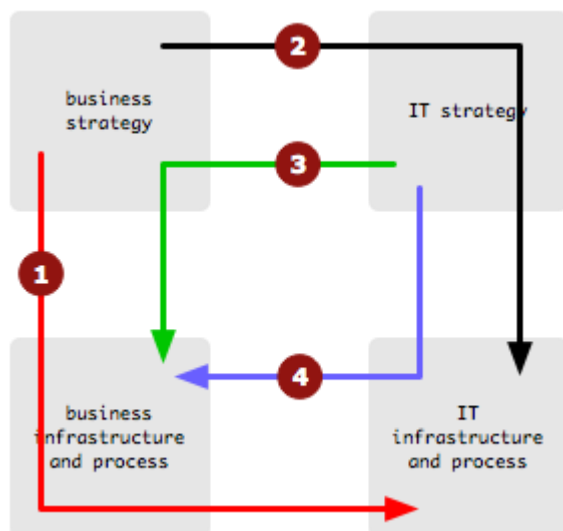 2
business
strategy
IT strategy
3
1
4
business
infrastructure
and process
IT
infrastructure
and process